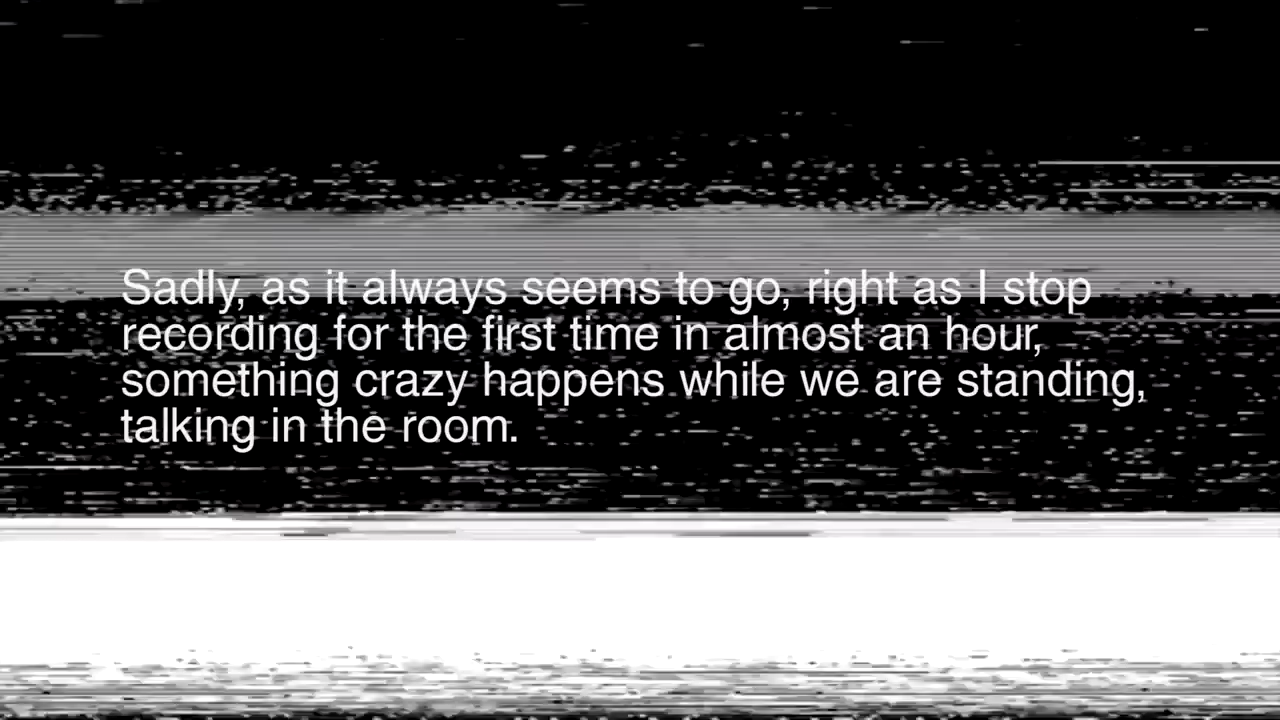 Sadly, as it always seems to go, right as I stop
recording for the first time in almost an hour,
something crazy happens while we are standing,
talking in the room.